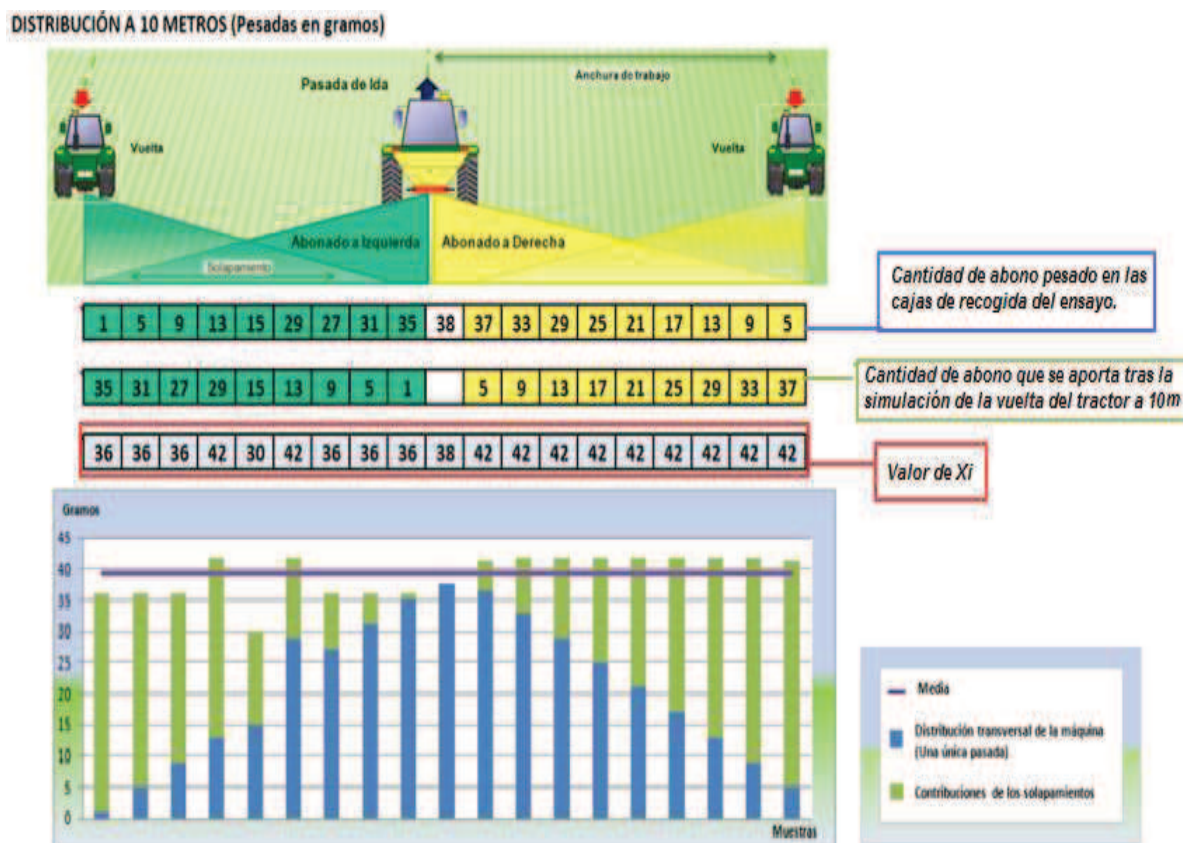 DISTRIBUCIÓN A 10 METROS (Pesadas en gramos)
Anchura de trabajo
Pasada de Ida
Vuelta
Vuelta
Abonado a Izquierda
Abonado a Derecha
Solapamiento
Cantidad de abono pesado en las
cajas de recogida del ensayo.
1 5 9 13 15 29 27 31 35 38 37 33 29 25 21 17 13 9 5
Cantidad de abono que se aporta tras la
simulación de la vuelta del tractor a 10m
35 31 27 29 15 13 9 5 1 5 9 13 17 21 25 29 33 37
36 36 36 42 30 42 36 36 36 38 42 42 42 42 42 42 42 42 42
Valor de Xi
Gramos
45
40
35
30
25
20
15
10
5
0
Muestras
Media
Distribución transversal de la máquina
(Una única pasada)
Contribuciones de los solapamientos